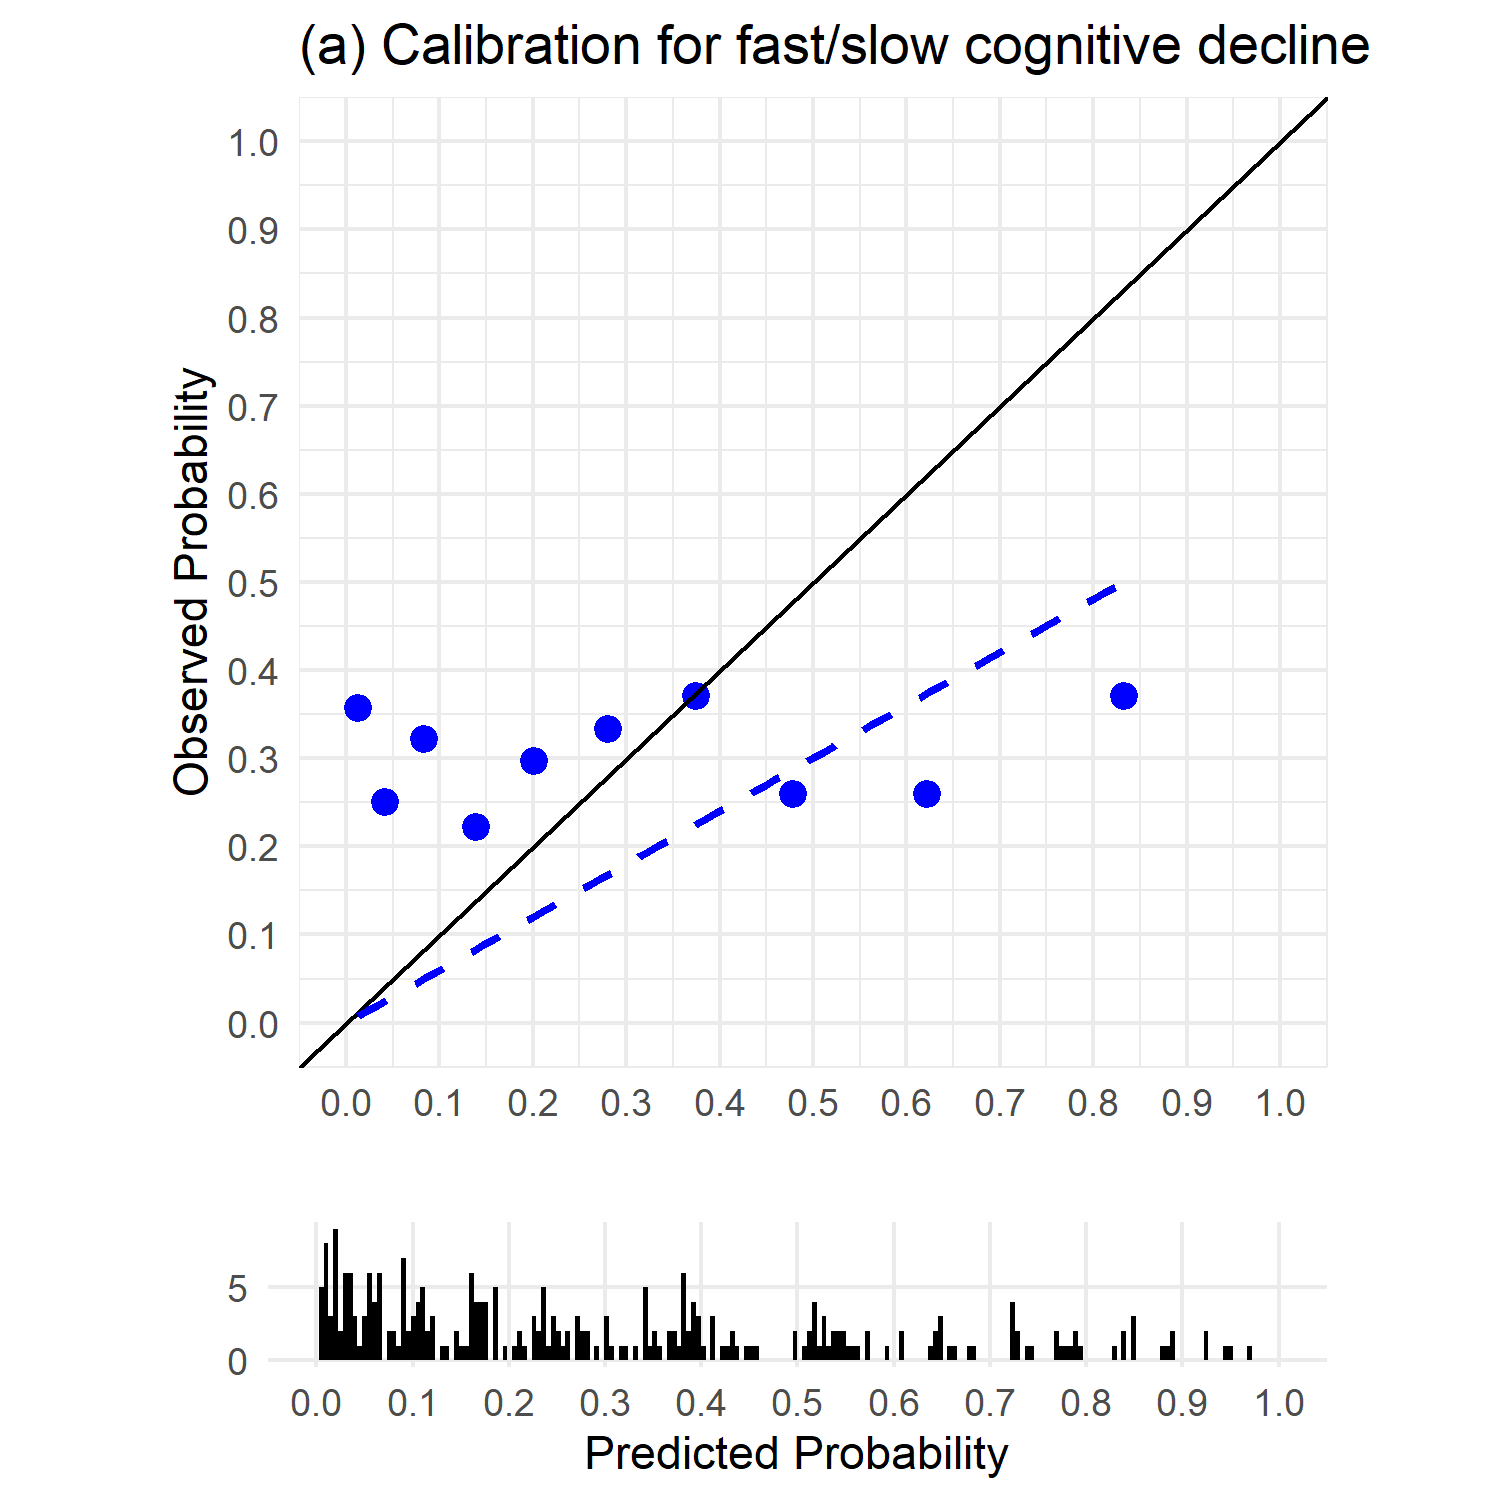 (a) Calibration for fast/slow cognitive decline
1.0
0.9
0.8
0.7
0.6
0.5
0.4
0.3
0.2
0.1
0.0
Observed Probability
0.0 0.1 0.2 0.3 0.4 0.5 0.6 0.7 0.8 0.9 1.0
5
0
0.0 0.1 0.2 0.3 0.4 0.5 0.6 0.7 0.8 0.9 1.0
Predicted Probability